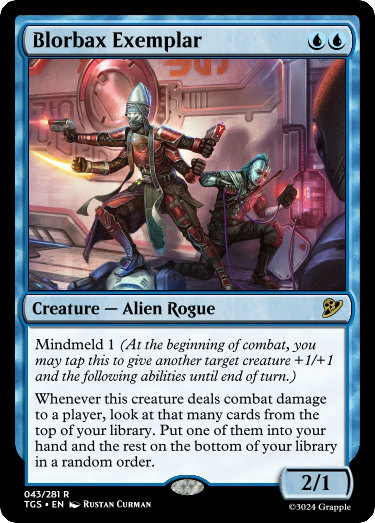 Blorbax Exemplar
Creature — Alien Rogue
Mindmeld 1 (At the beginning of combat, you
may tap this to give another target creature +1/+1
and the following abilities until end of turn.)
Whenever this creature deals combat damage
to a player, look at that many cards from the
top of your library. Put one of them into your
hand and the rest on the bottom of your library
in a random order.
2/1
043/281 R
TGS • EN Rustan Curman
©3024 Grapple